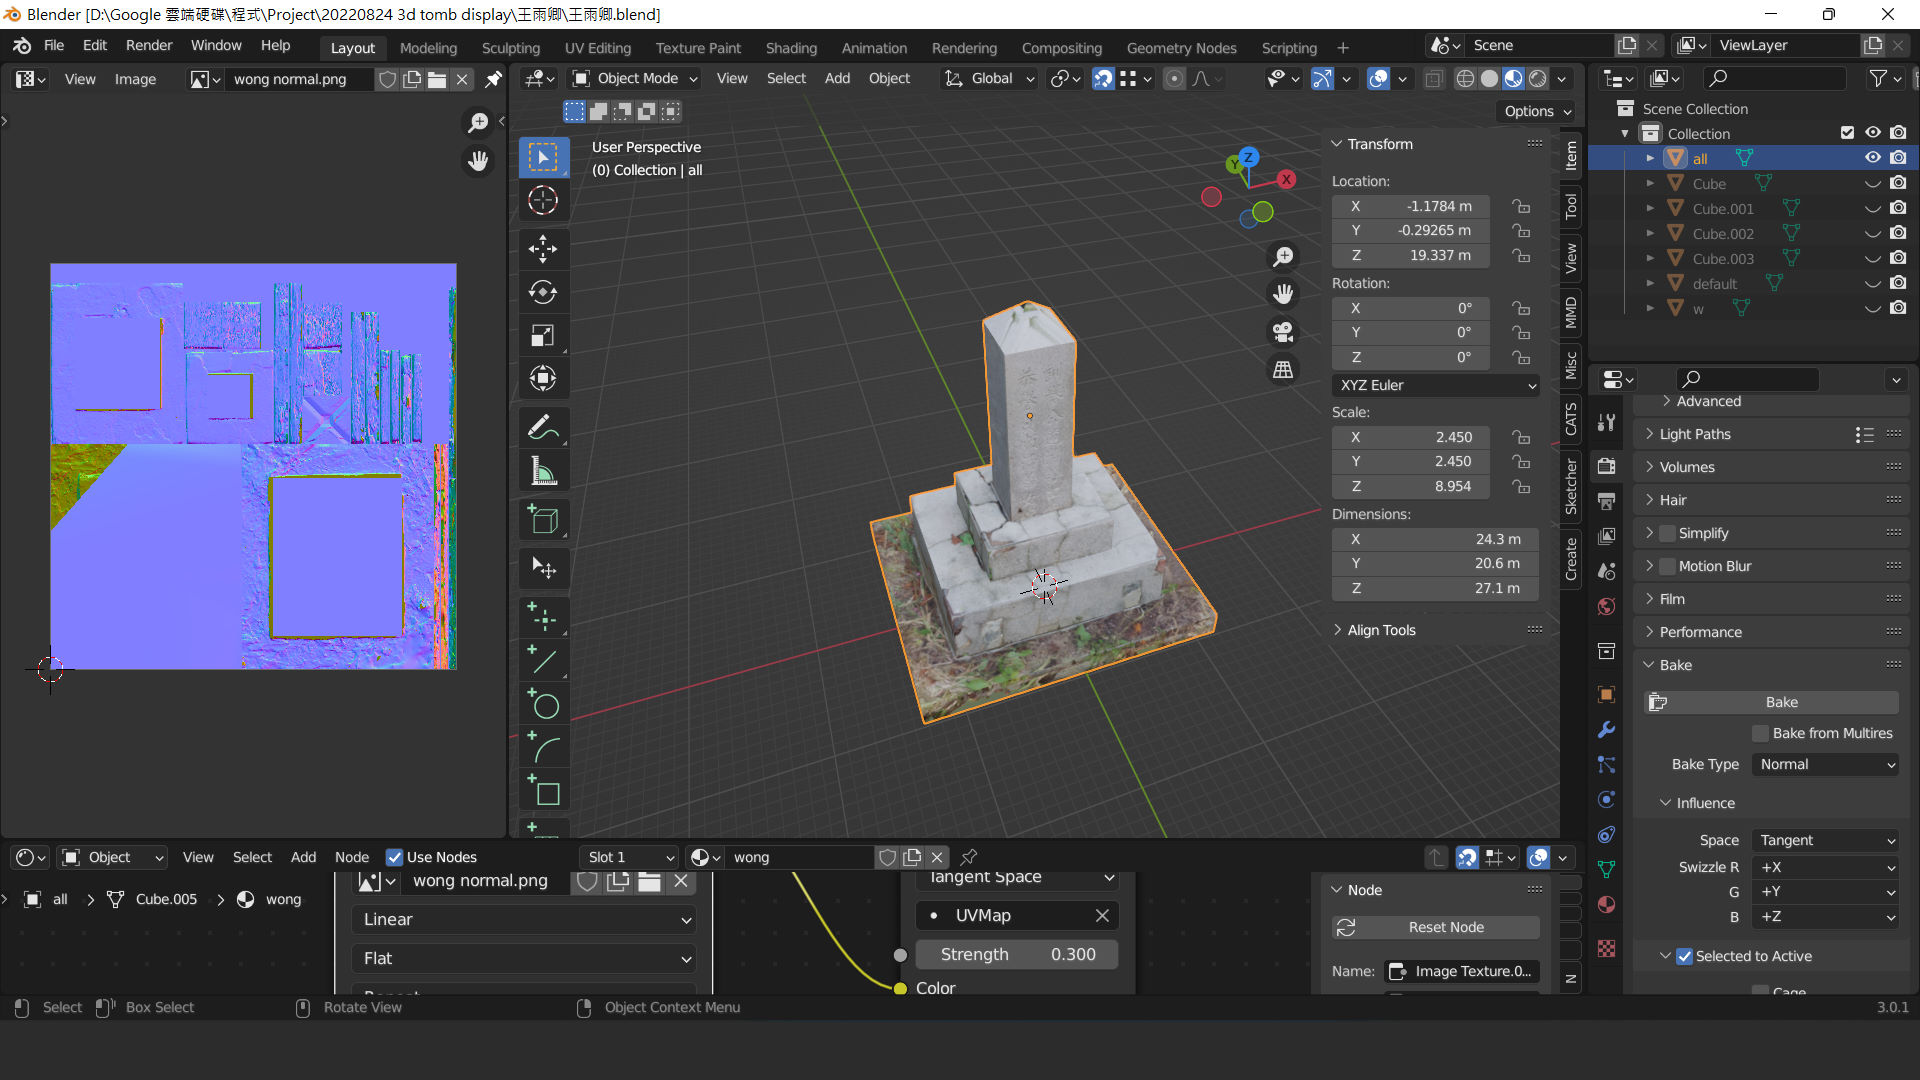 Blender [D:\Google 雲端硬碟\程式\Project\20220824 3d tomb display\王雨卿\王雨卿.blend]
File Edit Render Window Help
Layout Modeling Sculpting UV Editing Texture Paint Shading Animation Rendering Compositing Geometry Nodes Scripting
Scene
ViewLayer
View Image
wong normal.png
Object Mode
View Select Add Object
Global
Options
User Perspective
(0) Collection | all
Z
Y
X
Transform
Location:
X -1.1784 m
Y -0.29265 m
Z 19.337 m
Rotation:
X 0°
Y 0°
Z 0°
XYZ Euler
Scale:
X 2.450
Y 2.450
Z 8.954
Dimensions:
X 24.3 m
Y 20.6 m
Z 27.1 m
Align Tools
Item
Tool
View
MMD
Misc
CATS
Sketcher
Create
Scene Collection
Collection
all
Cube
Cube.001
Cube.002
Cube.003
default
w
Advanced
Light Paths
Volumes
Hair
Simplify
Motion Blur
Film
Performance
Bake
Bake
Bake from Multires
Bake Type Normal
Influence
Space Tangent
Swizzle R +X
G +Y
B +Z
Selected to Active
Cage
Object
View Select Add Node
Use Nodes
Slot 1
wong
all
Cube.005
wong
wong normal.png
Linear
Flat
Repeat
Tangent Space
UVMap
Strength 0.300
Color
Node
Reset Node
Name: Image Texture.0...
N
Select
Box Select
Rotate View
Object Context Menu
3.0.1